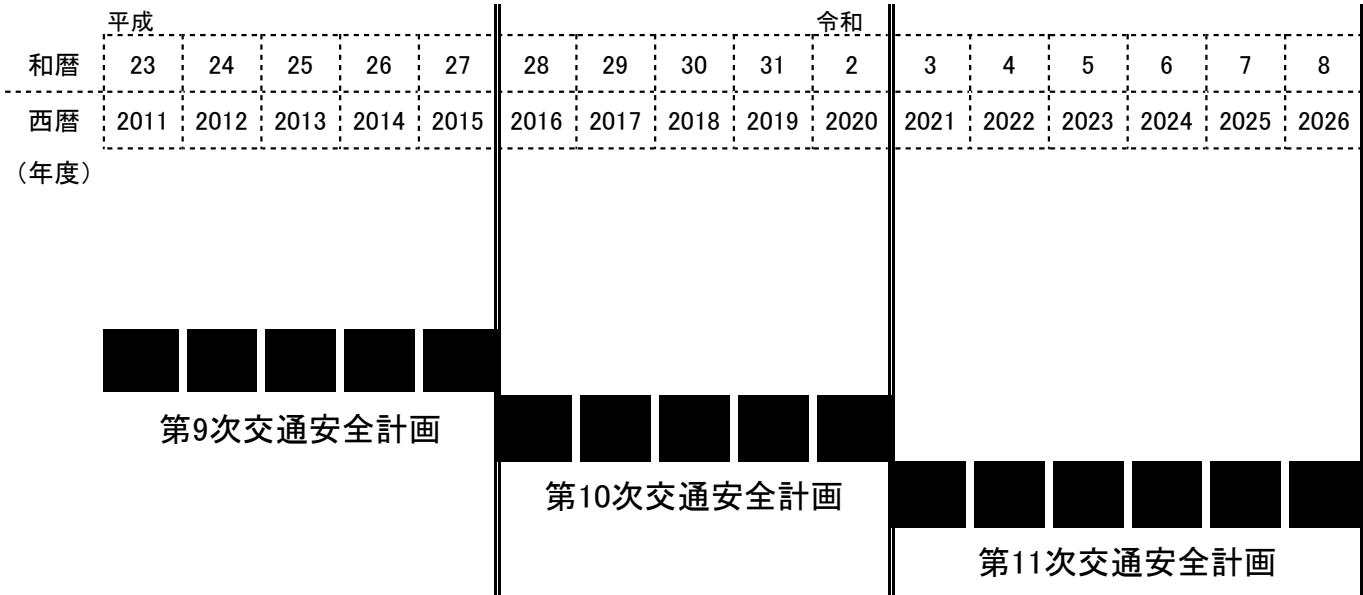 平成 令和
和暦 23 24 25 26 27 28 29 30 31 2 3 4 5 6 7 8
西暦 2011 2012 2013 2014 2015 2016 2017 2018 2019 2020 2021 2022 2023 2024 2025 2026
（年度）
第9次交通安全計画
第10次交通安全計画
第11次交通安全計画